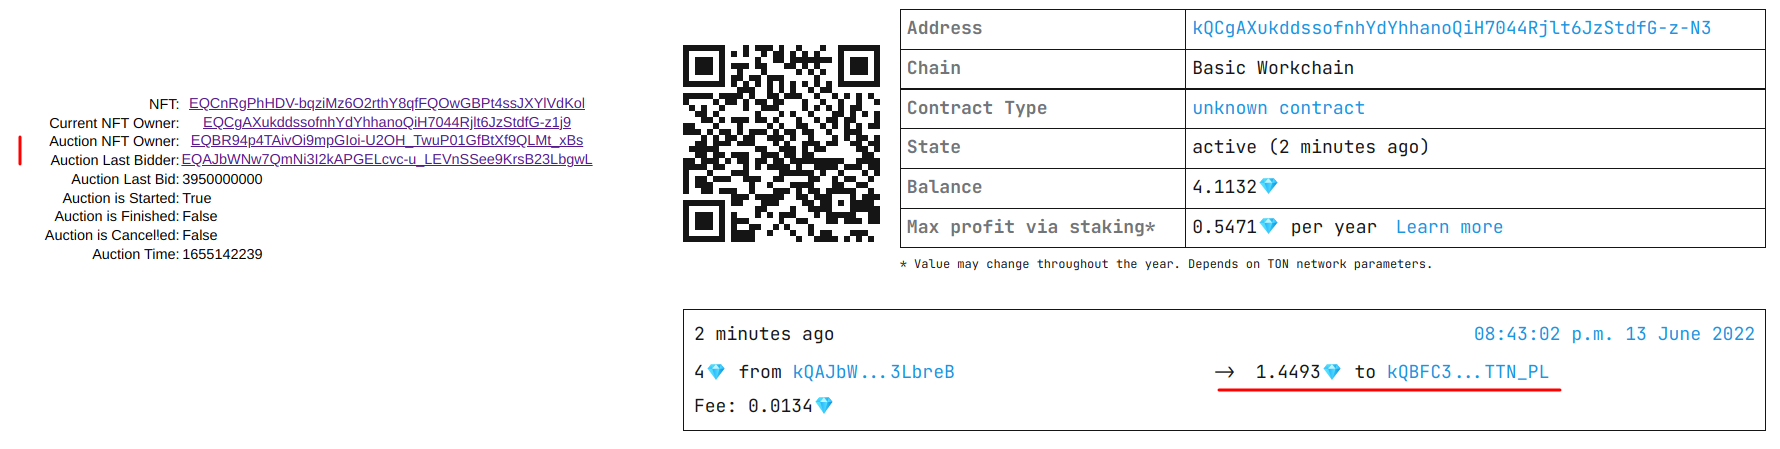 NFT: EQCnRgPhHDV-bqziMz6O2rthY8qfFQOwGBPt4ssJXYlVdKol
Current NFT Owner: EQCgAXukddssofnhYdYhhanoQiH7044Rjlt6JzStdfG-z1j9
Auction NFT Owner: EQBR94p4TAivOi9mpGIoi-U2OH_TwuP01GfBtXf9QLMt_xBs
Auction Last Bidder: EQAJbWNw7QmNi3I2kAPGELcvc-u_LEVnSSee9KrsB23LbgwL
Auction Last Bid: 3950000000
Auction is Started: True
Auction is Finished: False
Auction is Cancelled: False
Auction Time: 1655142239
Address kQCgAXukddssofnhYdYhhanoQiH7044Rjlt6JzStdfG-z-N3
Chain Basic Workchain
Contract Type unknown contract
State active (2 minutes ago)
Balance 4.1132
Max profit via staking* 0.5471 per year Learn more
* Value may change throughout the year. Depends on TON network parameters.
2 minutes ago 08:43:02 p.m. 13 June 2022
4 from kQAJbW...3LbreB → 1.4493 to kQBFC3...TTN_PL
Fee: 0.0134